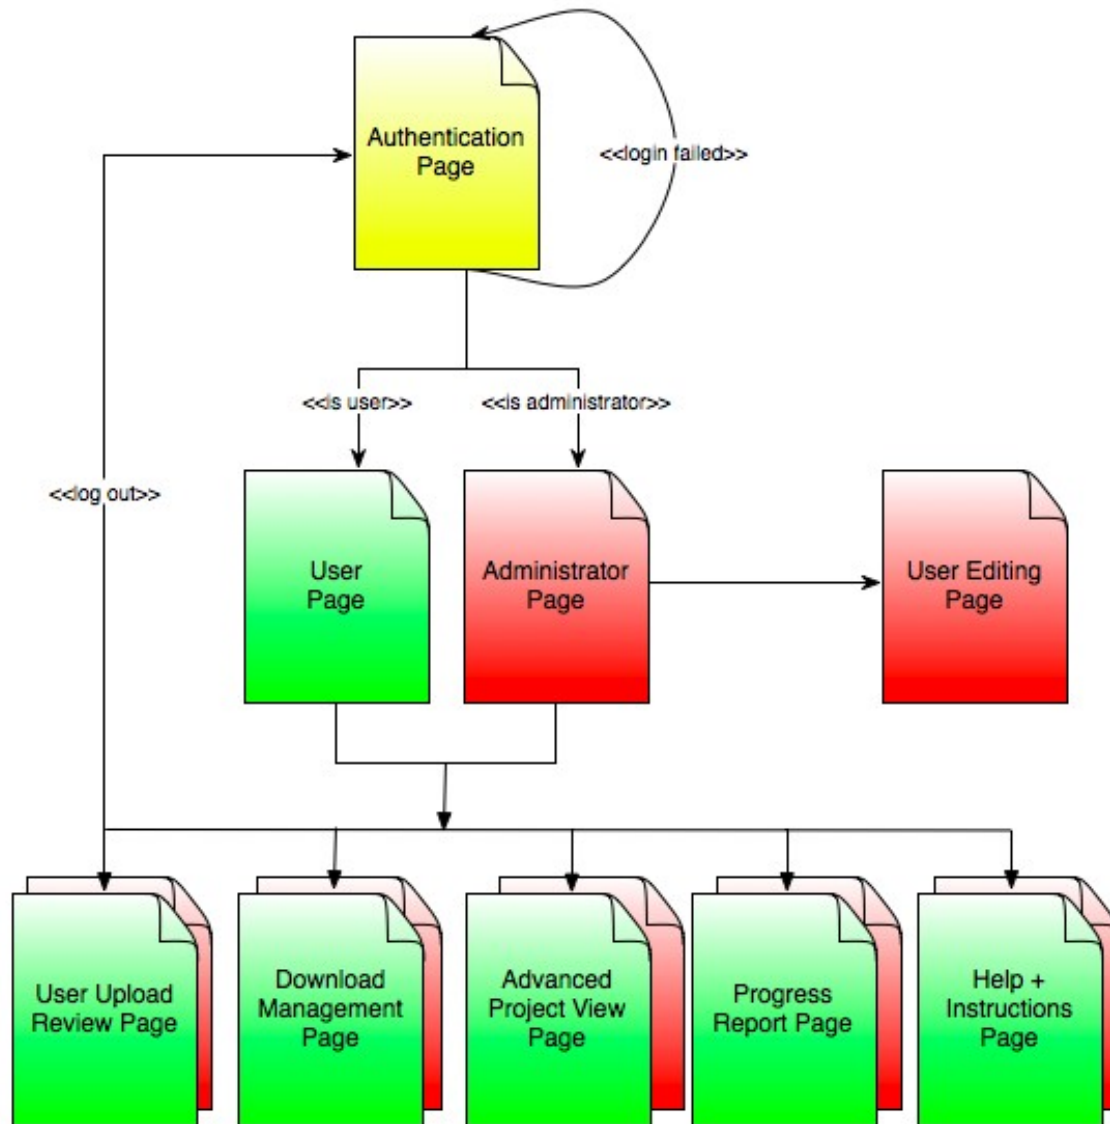 Authentication
Page
<<login failed>>
<<is user>>
<<is administrator>>
<<log out>>
User
Page
Administrator
Page
User Editing
Page
User Upload
Review Page
Download
Management
Page
Advanced
Project View
Page
Progress
Report Page
Help +
Instructions
Page